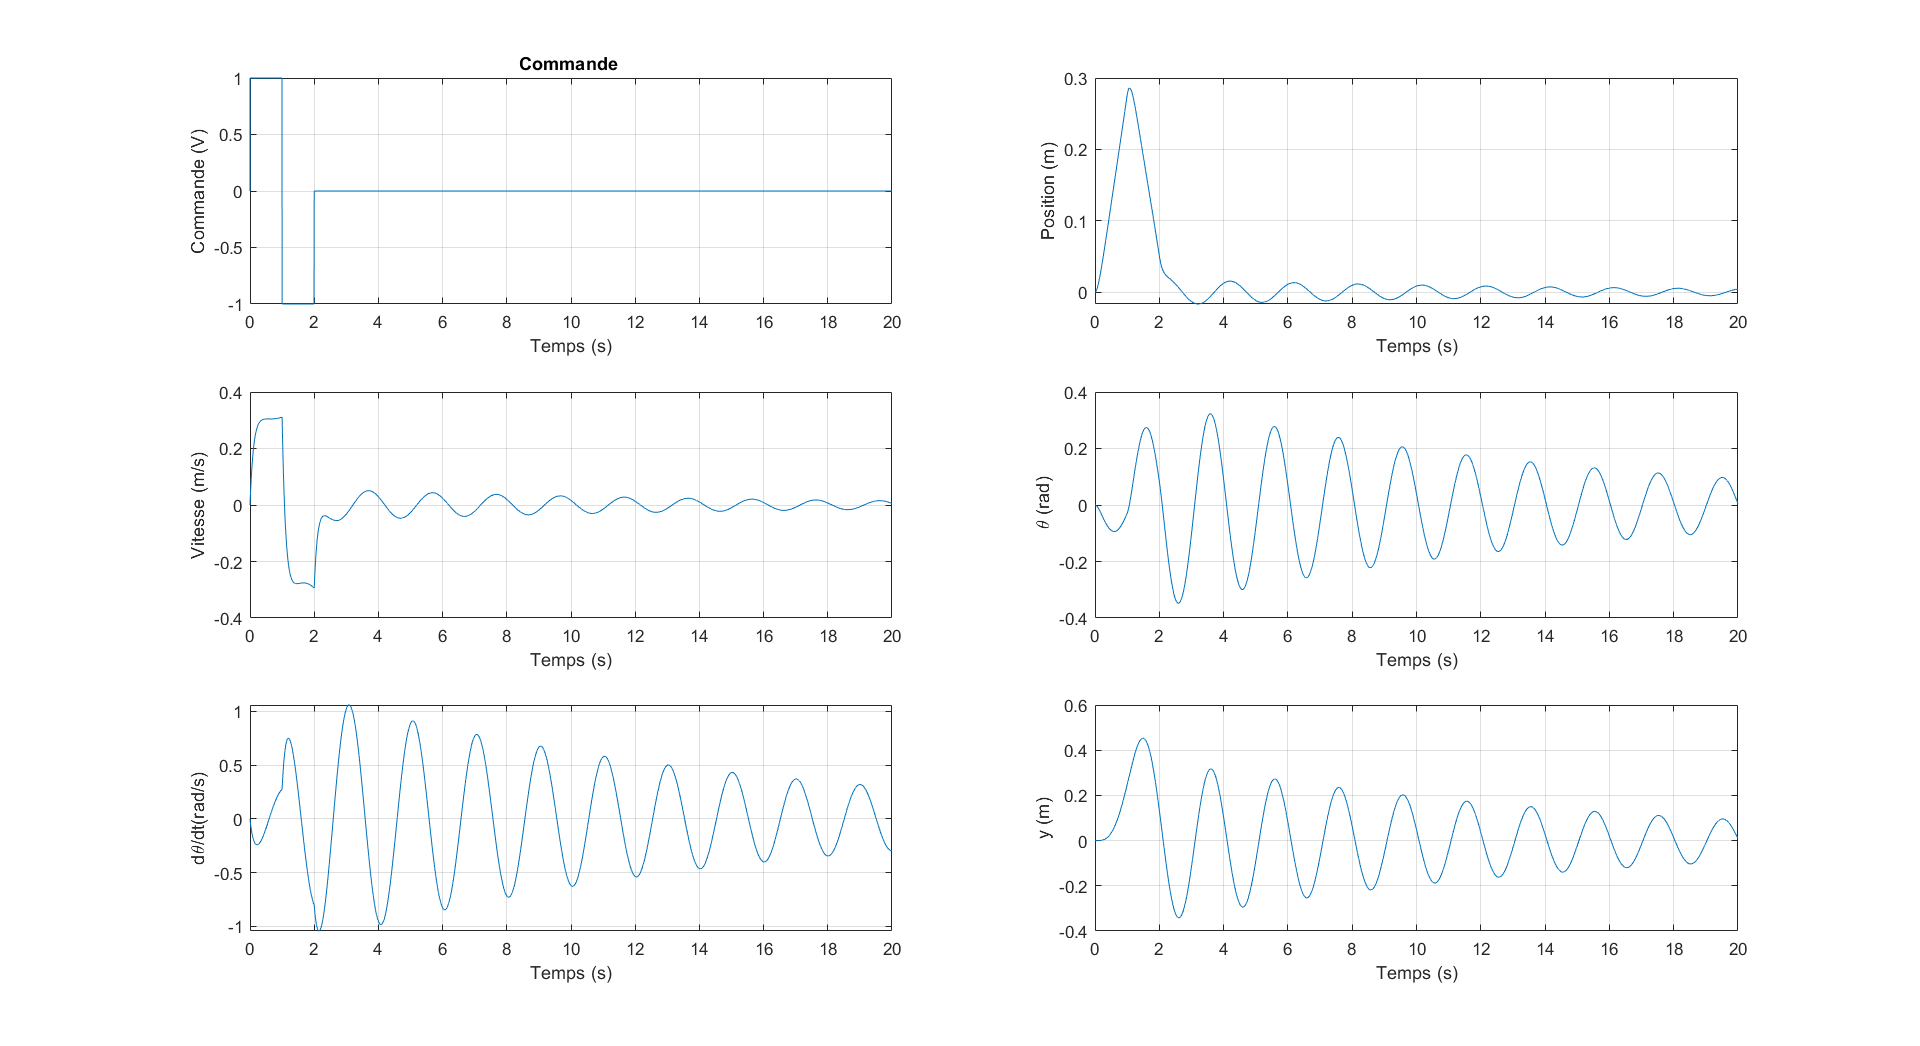 Commande
Commande (V)
1
0.5
0
-0.5
-1
0 2 4 6 8 10 12 14 16 18 20
Temps (s)
Position (m)
0.3
0.2
0.1
0
0 2 4 6 8 10 12 14 16 18 20
Temps (s)
Vitesse (m/s)
0.4
0.2
0
-0.2
-0.4
0 2 4 6 8 10 12 14 16 18 20
Temps (s)
θ (rad)
0.4
0.2
0
-0.2
-0.4
0 2 4 6 8 10 12 14 16 18 20
Temps (s)
dθ/dt(rad/s)
1
0.5
0
-0.5
-1
0 2 4 6 8 10 12 14 16 18 20
Temps (s)
y (m)
0.6
0.4
0.2
0
-0.2
-0.4
0 2 4 6 8 10 12 14 16 18 20
Temps (s)